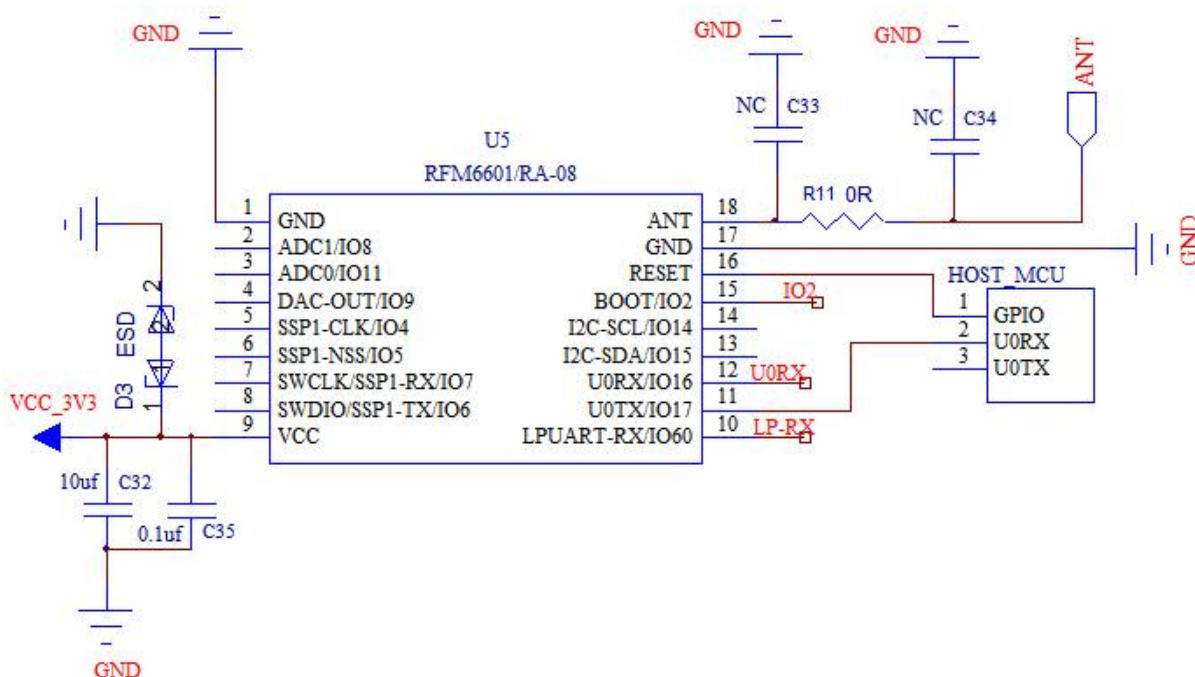 GND
GND
GND
ANT
NC C33
NC C34
U5
RFM6601/RA-08
R11 0R
1 GND
2 ADC1/IO8
3 ADC0/IO11
4 DAC-OUT/IO9
5 SSP1-CLK/IO4
6 SSP1-NSS/IO5
7 SWCLK/SSP1-RX/IO7
8 SWDIO/SSP1-TX/IO6
9 VCC
ANT 18
GND 17
RESET 16
BOOT/IO2 15
I2C-SCL/IO14 14
I2C-SDA/IO15 13
U0RX/IO16 12
U0TX/IO17 11
LPUART-RX/IO60 10
IO2
U0RX
LP-RX
GND
HOST_MCU
1 GPIO
2 U0RX
3 U0TX
2
2
ESD
1
D3
1
VCC_3V3
10uf C32
0.1uf C35
GND